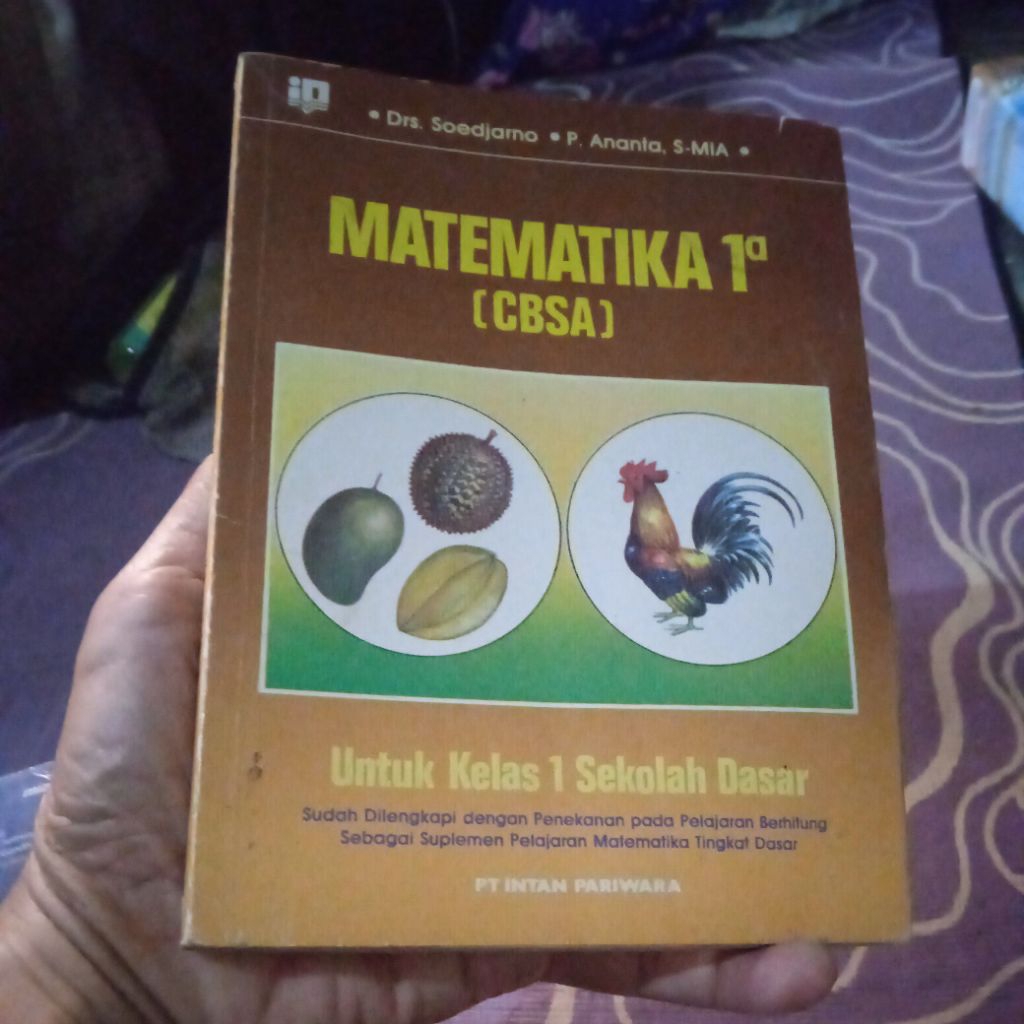 • Drs. Soedjarno • P. Ananta, S-MIA •
MATEMATIKA 1a
(CBSA)
Untuk Kelas 1 Sekolah Dasar
Sudah Dilengkapi dengan Penekanan pada Pelajaran Berhitung
Sebagai Suplemen Pelajaran Matematika Tingkat Dasar
PT INTAN PARIWARA